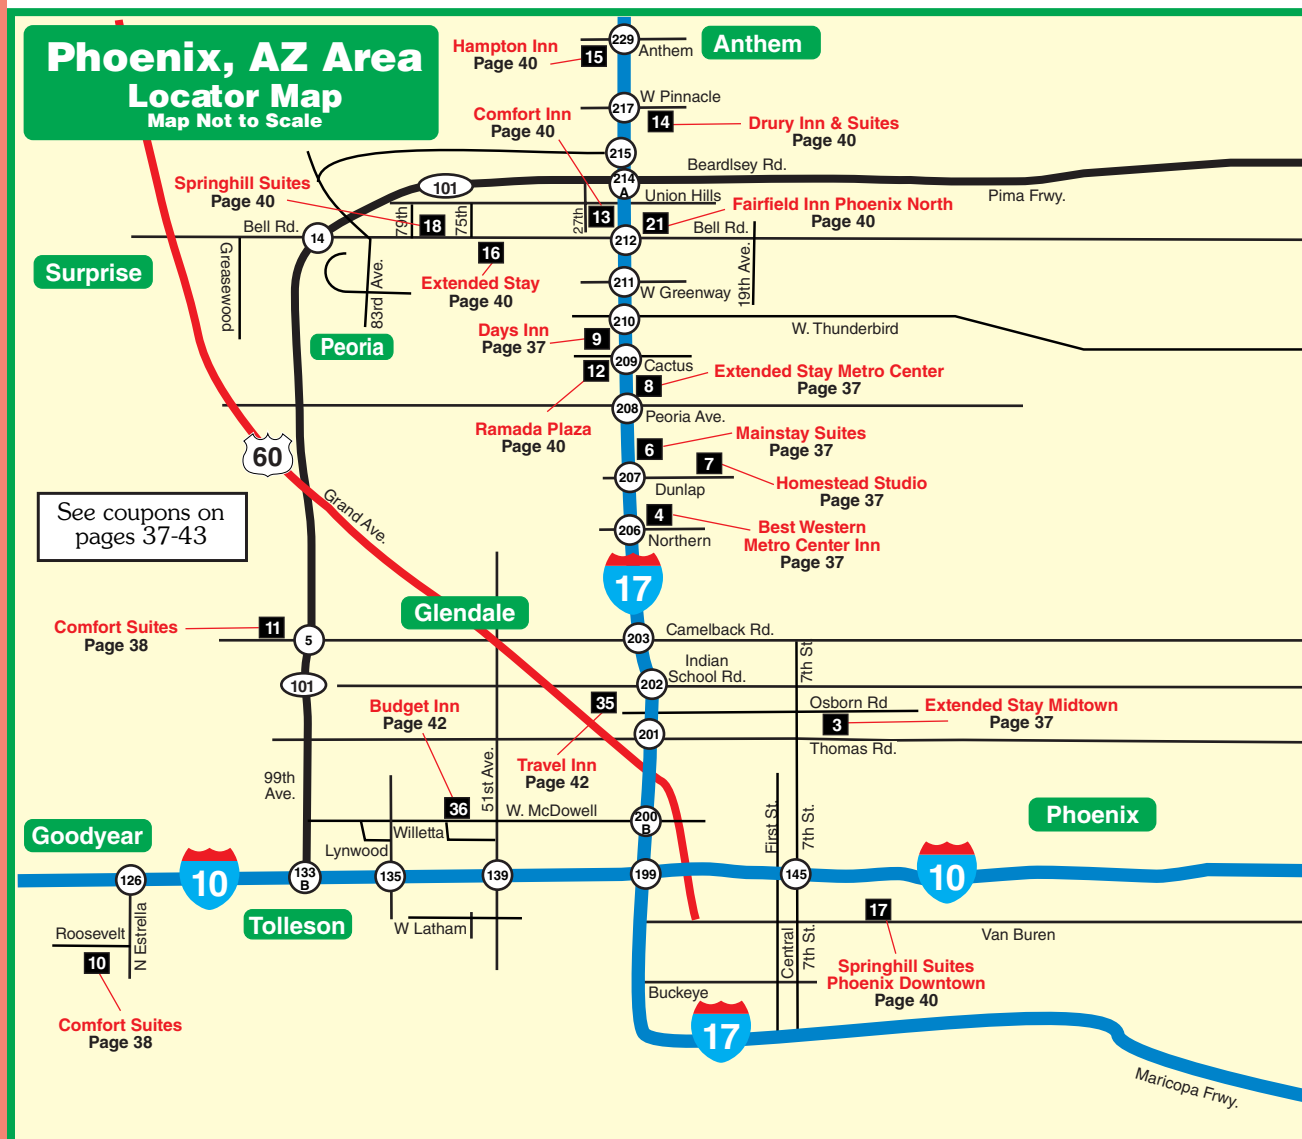 Phoenix, AZ Area
Locator Map
Map Not to Scale
Hampton Inn
Page 40
15
229
Anthem
Anthem
W Pinnacle
217
14
Drury Inn & Suites
Page 40
Comfort Inn
Page 40
215
Beardlsey Rd.
214
A
101
Pima Frwy.
Springhill Suites
Page 40
Union Hills
79th
18
75th
27th
13
21
Fairfield Inn Phoenix North
Page 40
Bell Rd.
14
212
Bell Rd.
Surprise
Greasewood
83rd Ave.
16
Extended Stay
Page 40
211
W Greenway
19th Ave.
210
W. Thunderbird
Peoria
Days Inn
Page 37
9
209
Cactus
12
8
Extended Stay Metro Center
Page 37
208
Peoria Ave.
Ramada Plaza
Page 40
6
Mainstay Suites
Page 37
60
7
207
Dunlap
Homestead Studio
Page 37
See coupons on
pages 37-43
Grand Ave.
4
206
Northern
Best Western
Metro Center Inn
Page 37
17
Glendale
Comfort Suites
Page 38
11
5
203
Camelback Rd.
7th St.
Indian
School Rd.
202
101
35
Osborn Rd
3
Extended Stay Midtown
Page 37
Budget Inn
Page 42
201
Thomas Rd.
Travel Inn
Page 42
99th
Ave.
51st Ave.
36
W. McDowell
200
B
First St.
7th St.
Phoenix
Goodyear
Willetta
Lynwood
126
10
133
B
135
139
199
145
10
Tolleson
W Latham
Roosevelt
N Estrella
10
Comfort Suites
Page 38
17
Van Buren
Central
7th St.
Springhill Suites
Phoenix Downtown
Page 40
Buckeye
17
Maricopa Frwy.